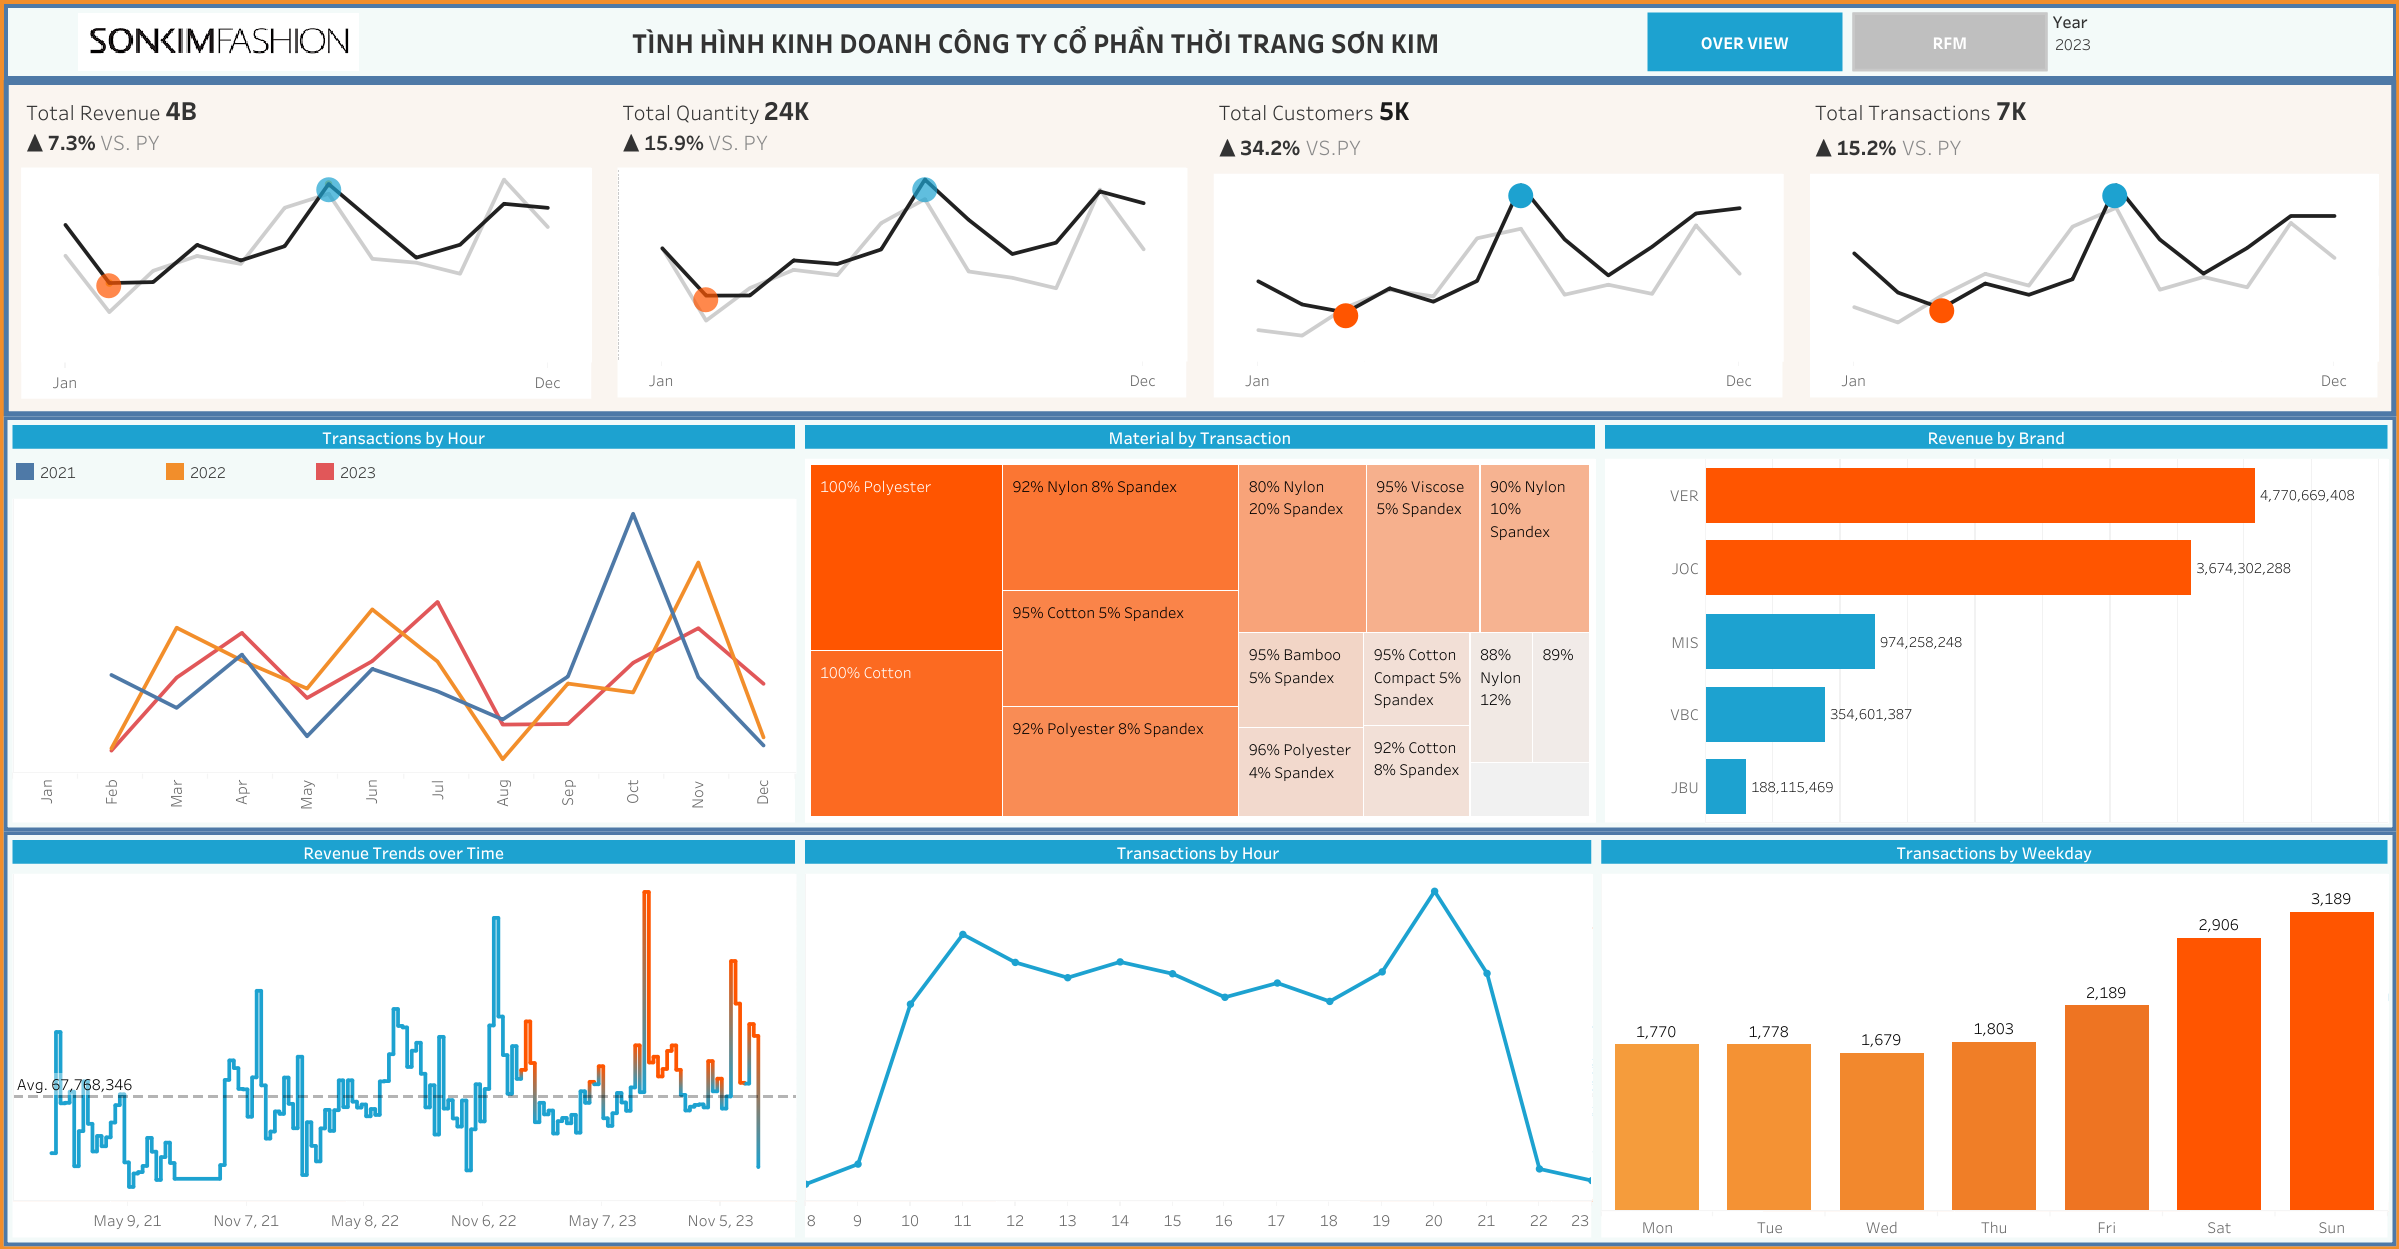 SONKIMFASHION
TÌNH HÌNH KINH DOANH CÔNG TY CỔ PHẦN THỜI TRANG SƠN KIM
OVER VIEW
RFM
Year
2023
Total Revenue 4B
▲ 7.3% VS. PY
Jan
Dec
Total Quantity 24K
▲ 15.9% VS. PY
Jan
Dec
Total Customers 5K
▲ 34.2% VS.PY
Jan
Dec
Total Transactions 7K
▲ 15.2% VS. PY
Jan
Dec
Transactions by Hour
2021
2022
2023
Jan
Feb
Mar
Apr
May
Jun
Jul
Aug
Sep
Oct
Nov
Dec
Material by Transaction
100% Polyester
100% Cotton
92% Nylon 8% Spandex
95% Cotton 5% Spandex
92% Polyester 8% Spandex
80% Nylon
20% Spandex
95% Viscose
5% Spandex
90% Nylon
10%
Spandex
95% Bamboo
5% Spandex
96% Polyester
4% Spandex
95% Cotton
Compact 5%
Spandex
92% Cotton
8% Spandex
88%
Nylon
12%
89%
Revenue by Brand
VER 4,770,669,408
JOC 3,674,302,288
MIS 974,258,248
VBC 354,601,387
JBU 188,115,469
Revenue Trends over Time
Avg. 67,768,346
May 9, 21
Nov 7, 21
May 8, 22
Nov 6, 22
May 7, 23
Nov 5, 23
Transactions by Hour
8 9 10 11 12 13 14 15 16 17 18 19 20 21 22 23
Transactions by Weekday
1,770
1,778
1,679
1,803
2,189
2,906
3,189
Mon Tue Wed Thu Fri Sat Sun